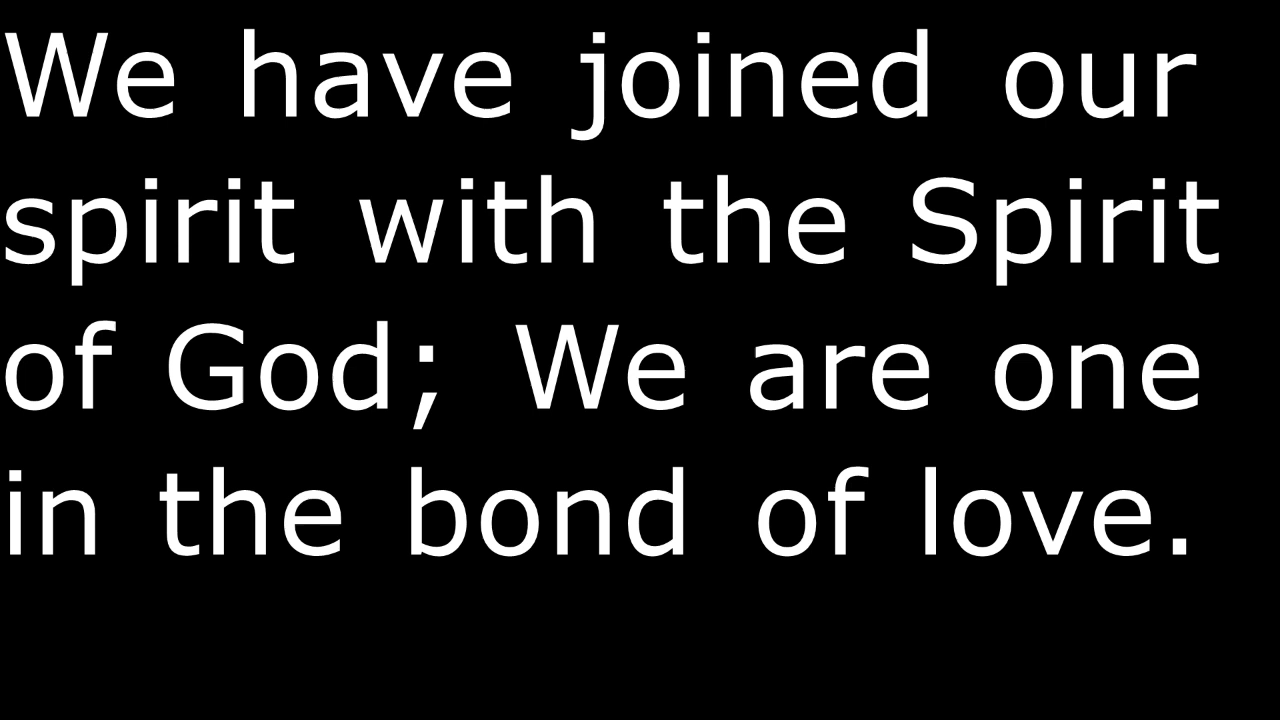 We have joined our
spirit with the Spirit
of God; We are one
in the bond of love.